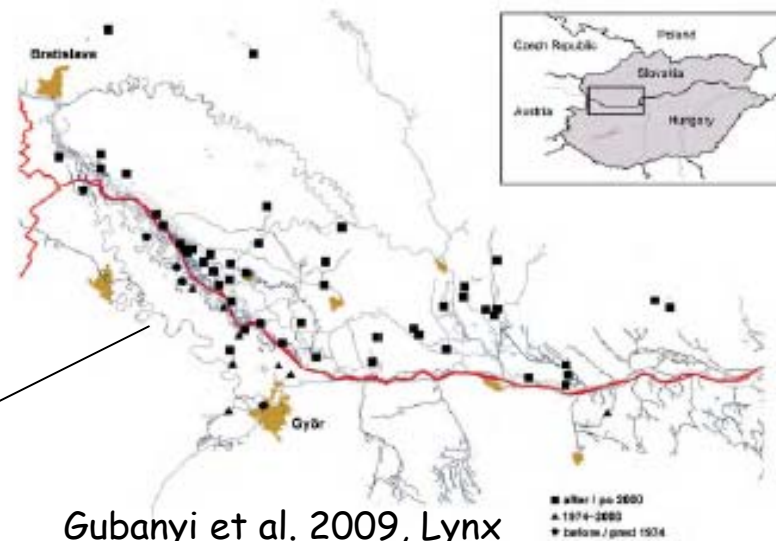 Bratislava
Poland
Czech Republic
Slovakia
Austria
Hungary
Györ
■ after / po 2000
▲ 1974–2000
● before / pred 1974
Gubanyi et al. 2009, Lynx